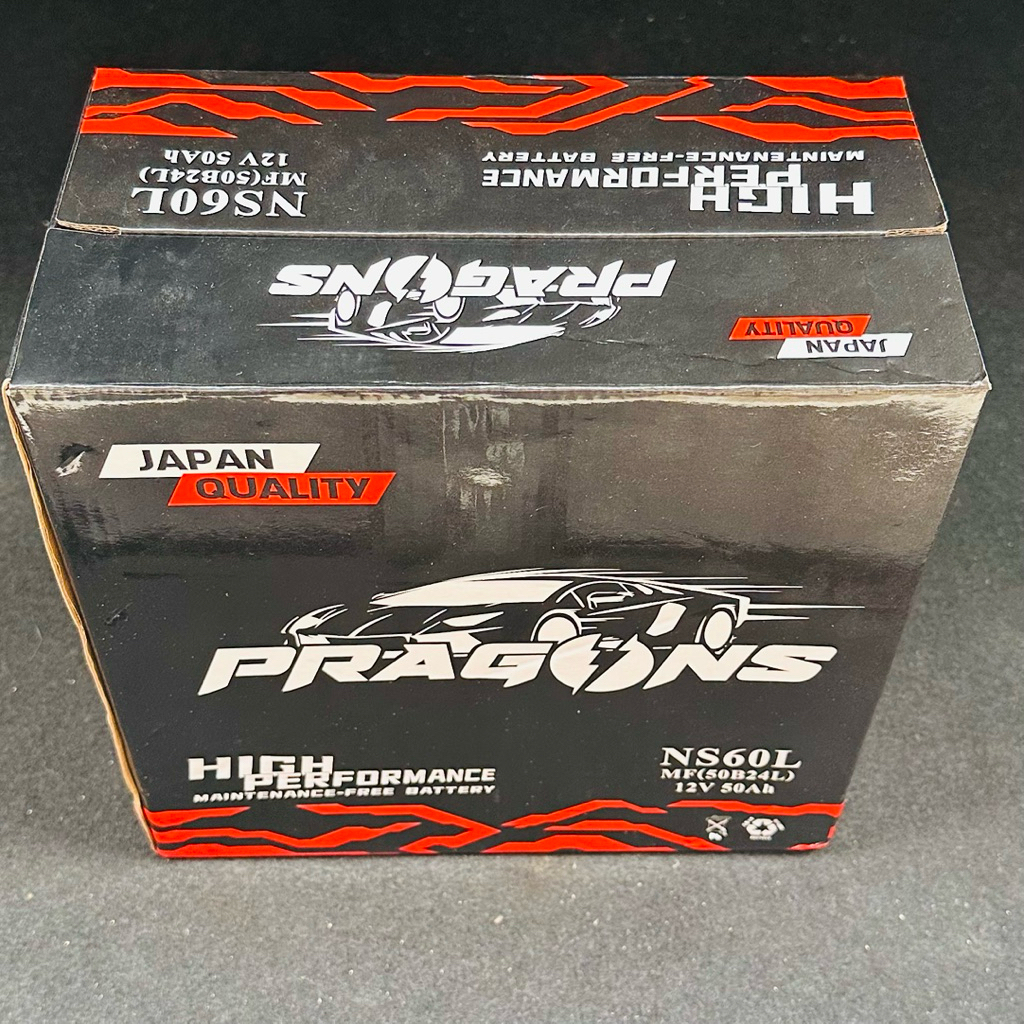 NS60L
MF(50B24L)
12V 50Ah
HIGH
PERFORMANCE
MAINTENANCE-FREE BATTERY
PRAGONS
JAPAN
QUALITY
JAPAN
QUALITY
PRAGONS
HIGH
PERFORMANCE
MAINTENANCE-FREE BATTERY
NS60L
MF(50B24L)
12V 50Ah